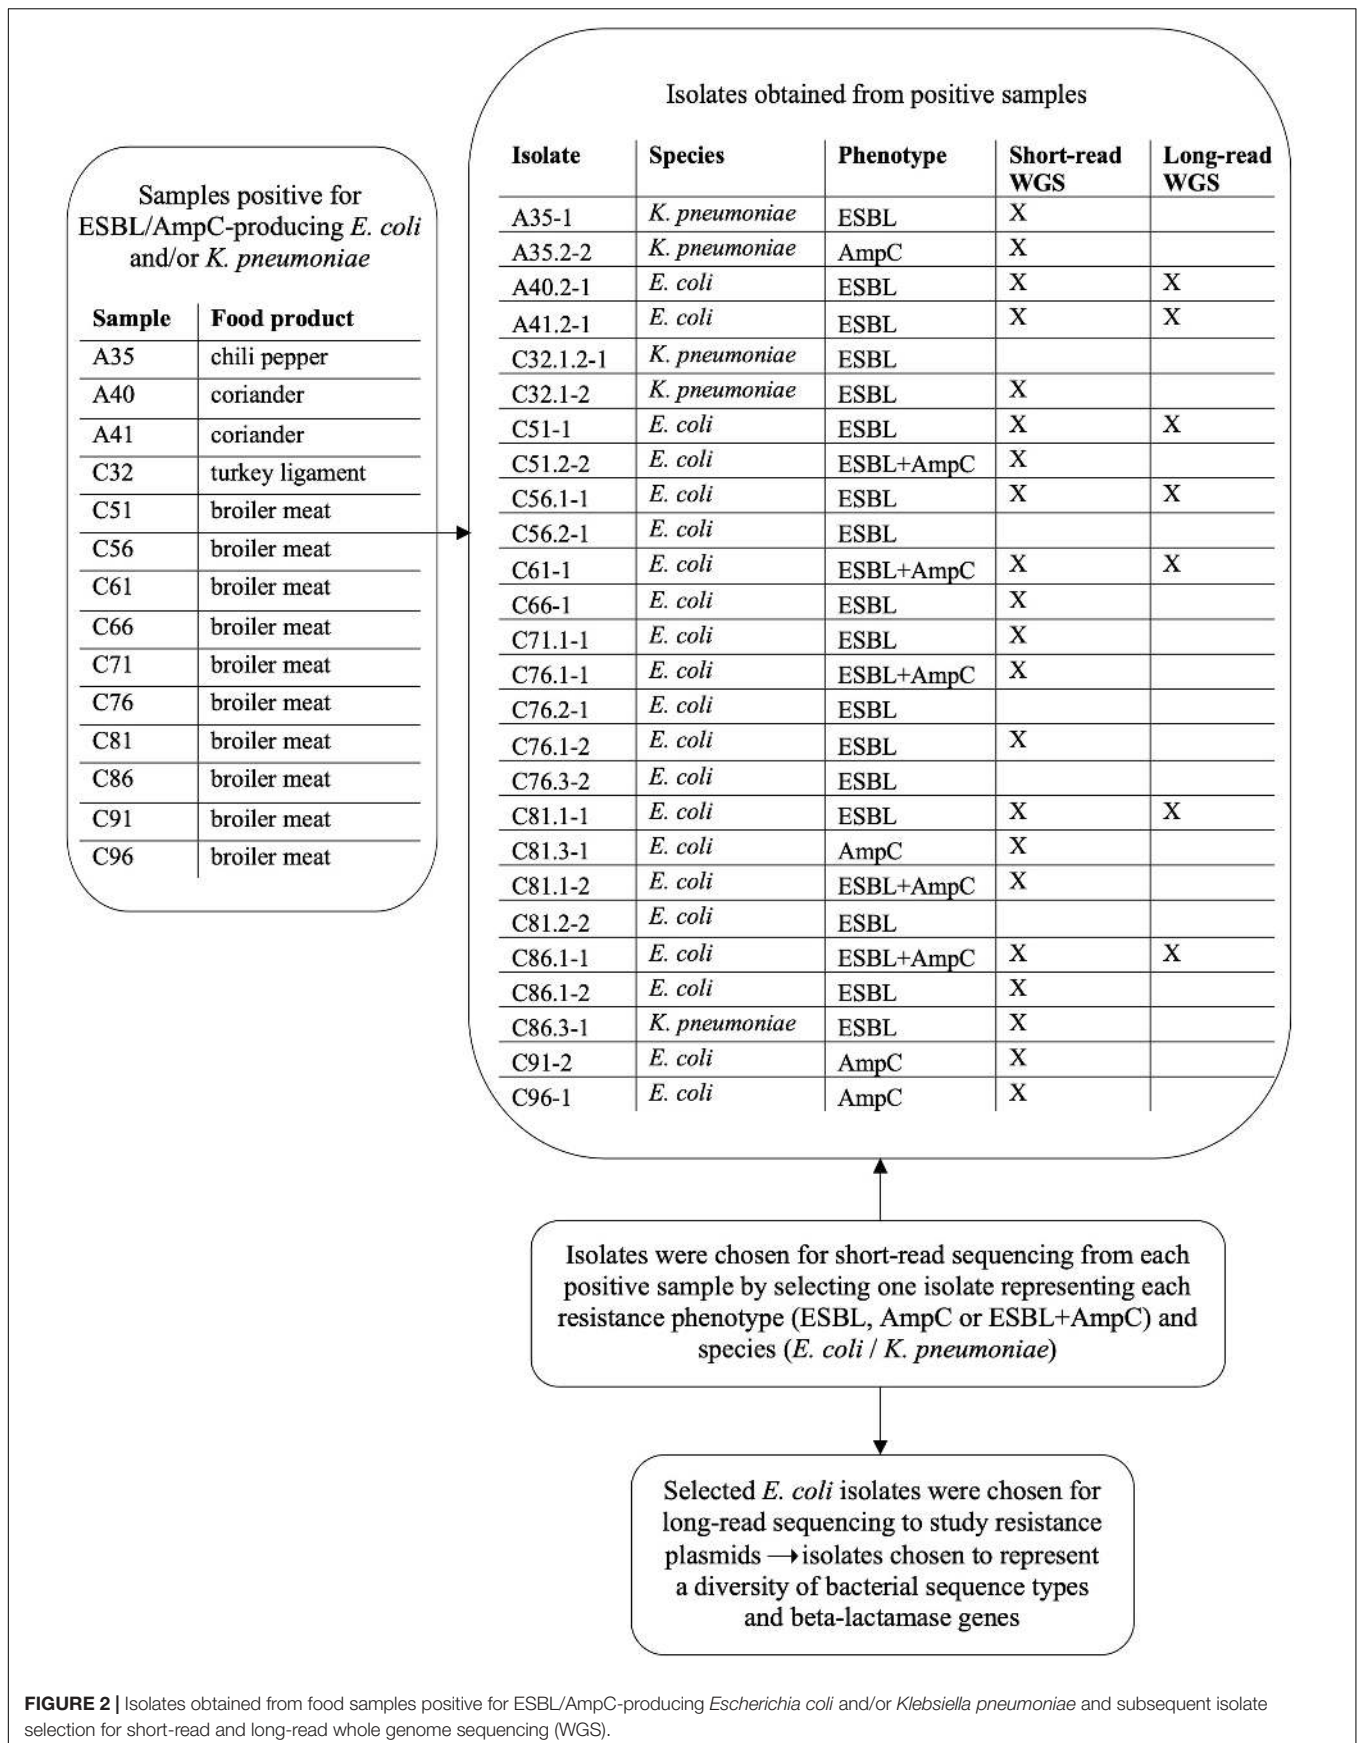 Samples positive for
ESBL/AmpC-producing E. coli
and/or K. pneumoniae
Sample Food product
A35 chili pepper
A40 coriander
A41 coriander
C32 turkey ligament
C51 broiler meat
C56 broiler meat
C61 broiler meat
C66 broiler meat
C71 broiler meat
C76 broiler meat
C81 broiler meat
C86 broiler meat
C91 broiler meat
C96 broiler meat
Isolates obtained from positive samples
Isolate Species Phenotype Short-read Long-read
WGS WGS
A35-1 K. pneumoniae ESBL X
A35.2-2 K. pneumoniae AmpC X
A40.2-1 E. coli ESBL X X
A41.2-1 E. coli ESBL X X
C32.1.2-1 K. pneumoniae ESBL
C32.1-2 K. pneumoniae ESBL X
C51-1 E. coli ESBL X X
C51.2-2 E. coli ESBL+AmpC X
C56.1-1 E. coli ESBL X X
C56.2-1 E. coli ESBL
C61-1 E. coli ESBL+AmpC X X
C66-1 E. coli ESBL X
C71.1-1 E. coli ESBL X
C76.1-1 E. coli ESBL+AmpC X
C76.2-1 E. coli ESBL
C76.1-2 E. coli ESBL X
C76.3-2 E. coli ESBL
C81.1-1 E. coli ESBL X X
C81.3-1 E. coli AmpC X
C81.1-2 E. coli ESBL+AmpC X
C81.2-2 E. coli ESBL
C86.1-1 E. coli ESBL+AmpC X X
C86.1-2 E. coli ESBL X
C86.3-1 K. pneumoniae ESBL X
C91-2 E. coli AmpC X
C96-1 E. coli AmpC X
Isolates were chosen for short-read sequencing from each
positive sample by selecting one isolate representing each
resistance phenotype (ESBL, AmpC or ESBL+AmpC) and
species (E. coli / K. pneumoniae)
Selected E. coli isolates were chosen for
long-read sequencing to study resistance
plasmids → isolates chosen to represent
a diversity of bacterial sequence types
and beta-lactamase genes
FIGURE 2 | Isolates obtained from food samples positive for ESBL/AmpC-producing Escherichia coli and/or Klebsiella pneumoniae and subsequent isolate
selection for short-read and long-read whole genome sequencing (WGS).